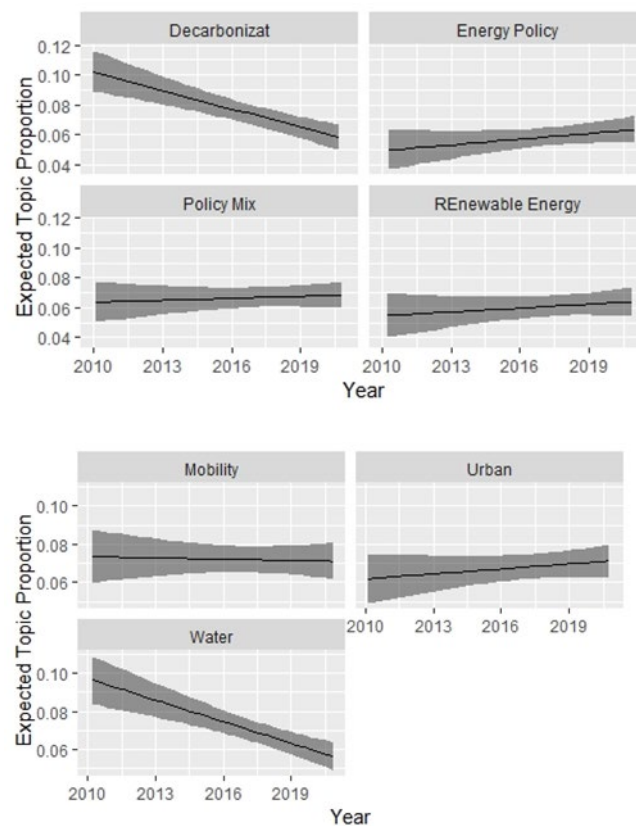 Decarbonizat Energy Policy
0.12
0.10
0.08
0.06
0.04
Policy Mix REnewable Energy
0.12
0.10
0.08
0.06
0.04
2010 2013 2016 2019 2010 2013 2016 2019
Year
Expected Topic Proportion
Mobility Urban
0.10
0.08
0.06
2010 2013 2016 2019
Water
0.10
0.08
0.06
2010 2013 2016 2019
Year
Expected Topic Proportion